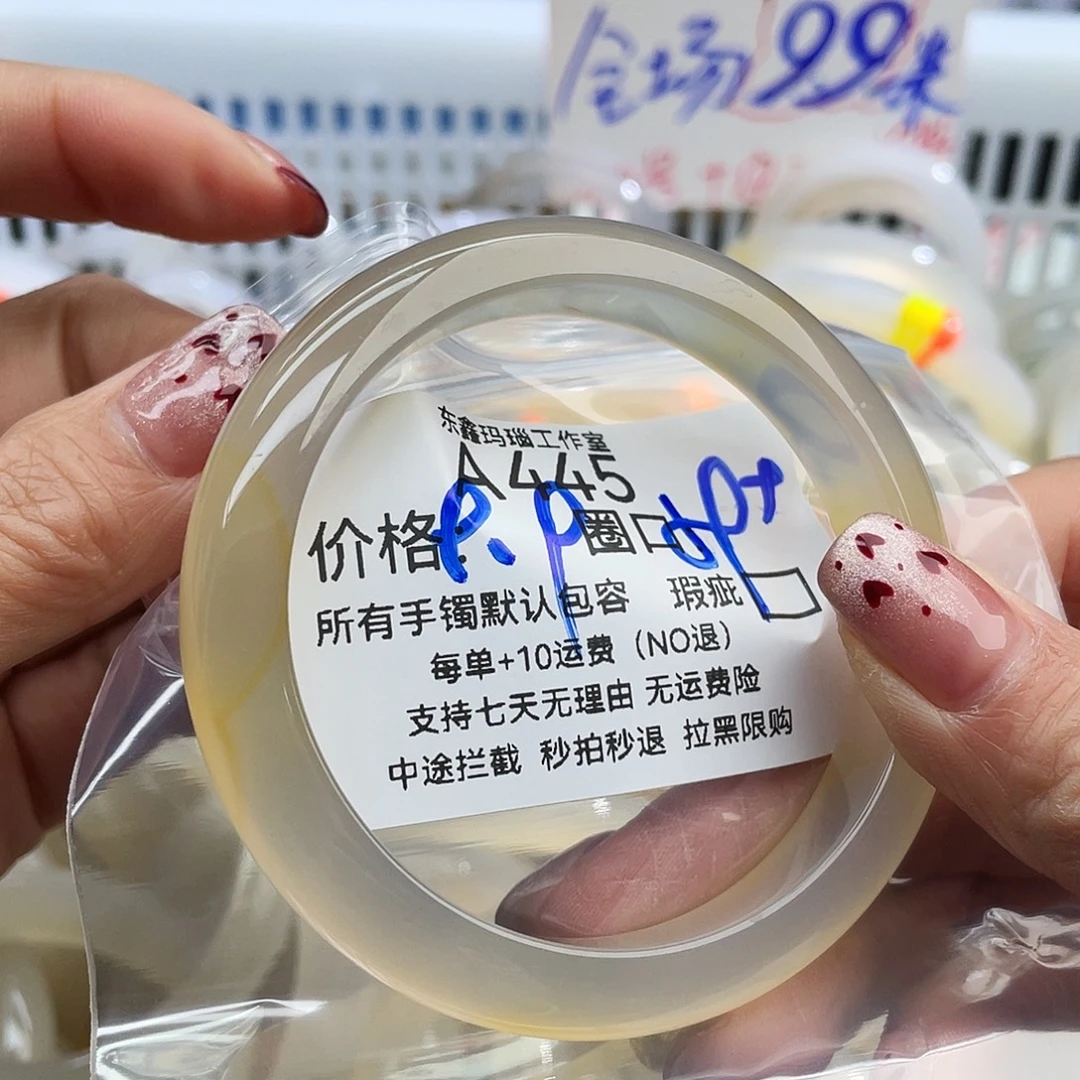 全场99.
东鑫玛瑙工作室
A445
价格: 圈口
所有手镯默认包容 瑕疵
每单+10运费（NO退）
支持七天无理由 无运费险
中途拦截 秒拍秒退 拉黑限购